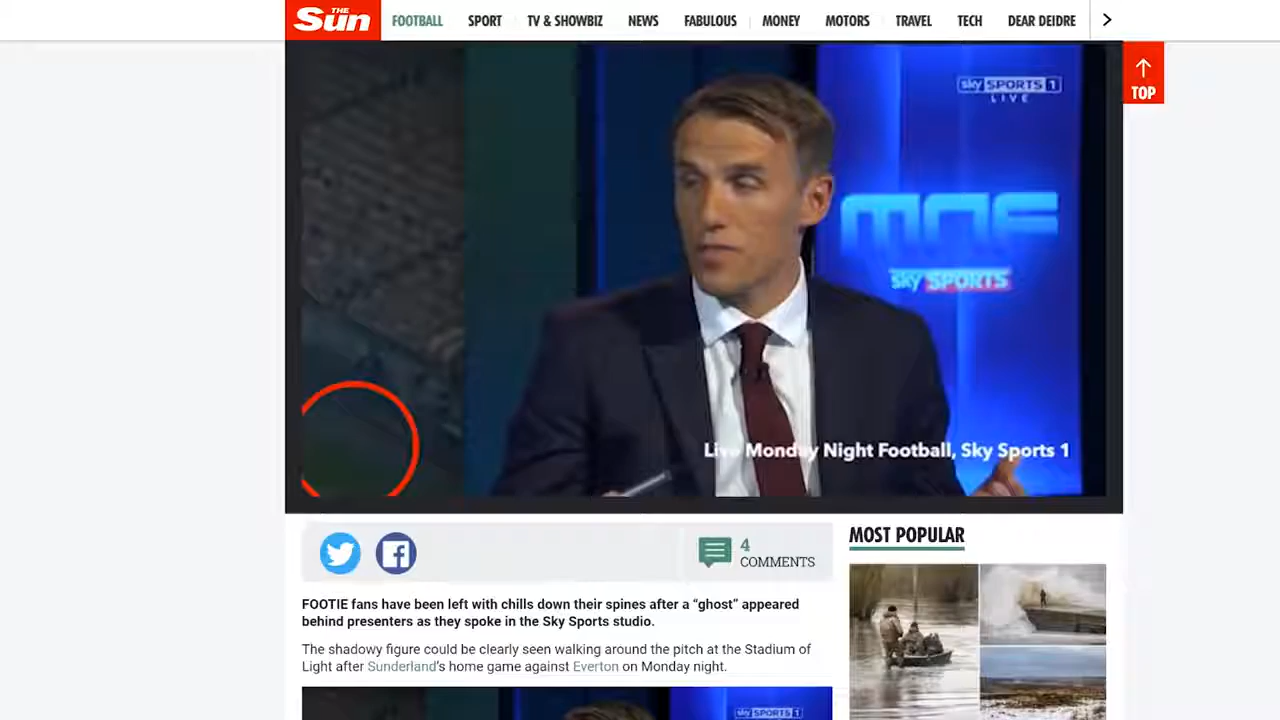 THE
Sun
FOOTBALL SPORT TV & SHOWBIZ NEWS FABULOUS MONEY MOTORS TRAVEL TECH DEAR DEIDRE
TOP
sky SPORTS 1
LIVE
mnf
sky SPORTS
Live Monday Night Football, Sky Sports 1
4
COMMENTS
FOOTIE fans have been left with chills down their spines after a “ghost” appeared
behind presenters as they spoke in the Sky Sports studio.
The shadowy figure could be clearly seen walking around the pitch at the Stadium of
Light after Sunderland’s home game against Everton on Monday night.
sky SPORTS 1
MOST POPULAR